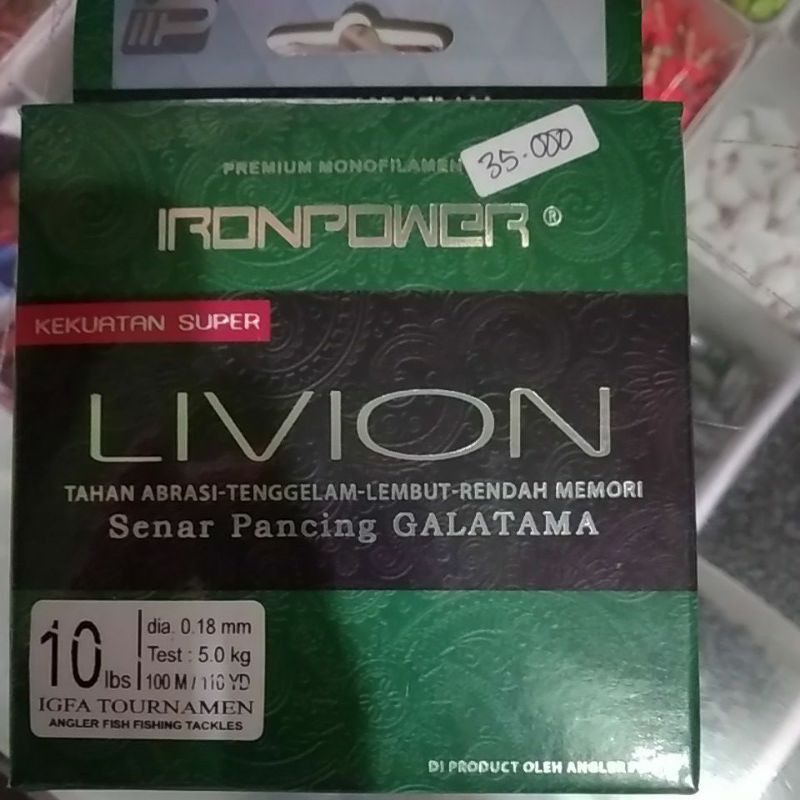 PREMIUM MONOFILAMEN
35.000
IRONPOWER ®
KEKUATAN SUPER
LIVION
TAHAN ABRASI-TENGGELAM-LEMBUT-RENDAH MEMORI
Senar Pancing GALATAMA
10 lbs
dia. 0.18 mm
Test : 5.0 kg
100 M / 110 YD
IGFA TOURNAMEN
ANGLER FISH FISHING TACKLES
DI PRODUCT OLEH ANGLER